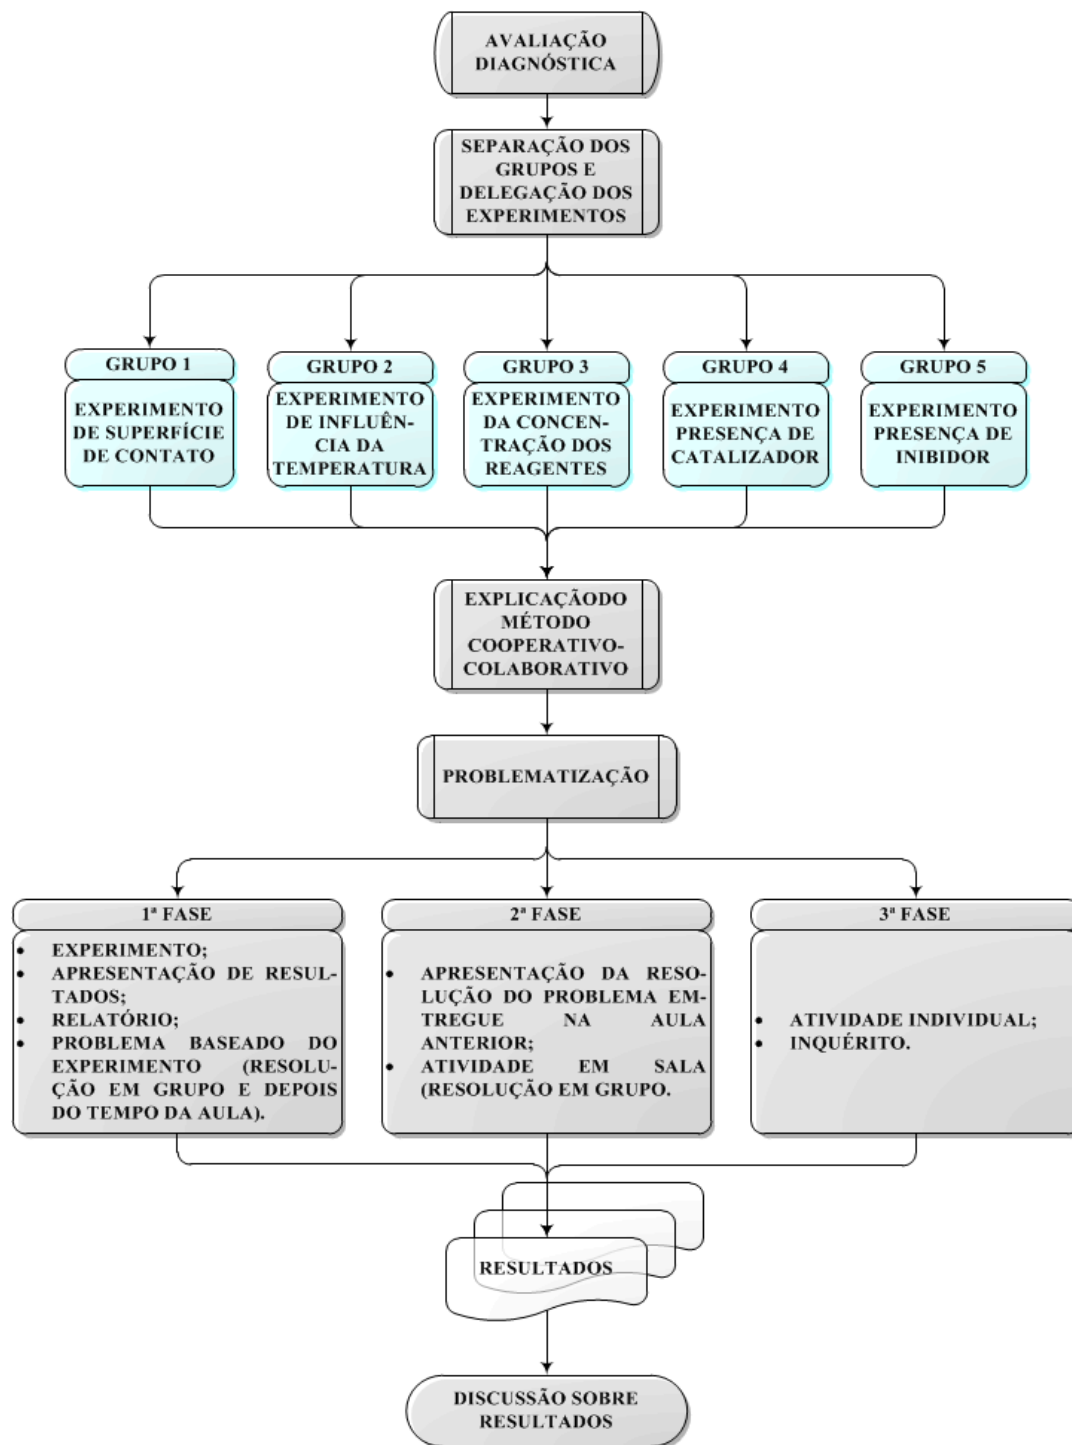 AVALIAÇÃO
DIAGNÓSTICA
SEPARAÇÃO DOS
GRUPOS E
DELEGAÇÃO DOS
EXPERIMENTOS
GRUPO 1
EXPERIMENTO
DE SUPERFÍCIE
DE CONTATO
GRUPO 2
EXPERIMENTO
DE INFLUÊN-
CIA DA
TEMPERATURA
GRUPO 3
EXPERIMENTO
DA CONCEN-
TRAÇÃO DOS
REAGENTES
GRUPO 4
EXPERIMENTO
PRESENÇA DE
CATALIZADOR
GRUPO 5
EXPERIMENTO
PRESENÇA DE
INIBIDOR
EXPLICAÇÃODO
MÉTODO
COOPERATIVO-
COLABORATIVO
PROBLEMATIZAÇÃO
1ª FASE
• EXPERIMENTO;
• APRESENTAÇÃO DE RESUL-
TADOS;
• RELATÓRIO;
• PROBLEMA BASEADO DO
EXPERIMENTO (RESOLU-
ÇÃO EM GRUPO E DEPOIS
DO TEMPO DA AULA).
2ª FASE
• APRESENTAÇÃO DA RESO-
LUÇÃO DO PROBLEMA EM-
TREGUE NA AULA
ANTERIOR;
• ATIVIDADE EM SALA
(RESOLUÇÃO EM GRUPO.
3ª FASE
• ATIVIDADE INDIVIDUAL;
• INQUÉRITO.
RESULTADOS
DISCUSSÃO SOBRE
RESULTADOS